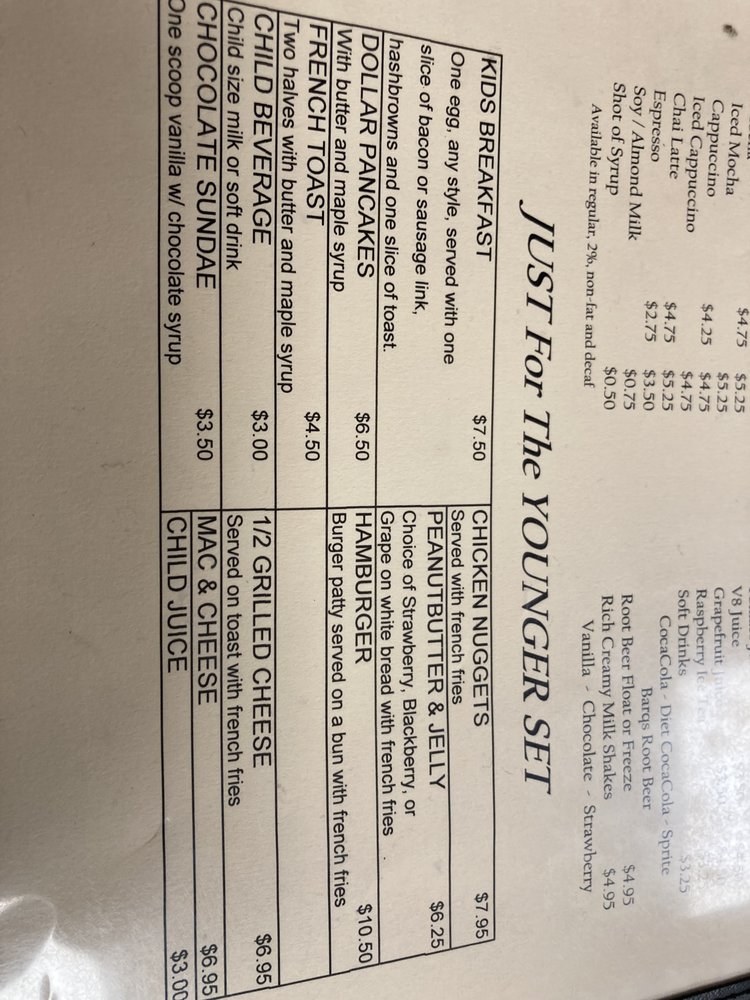 Iced Mocha $4.75 $5.25
Cappuccino $5.25
Iced Cappuccino $4.25 $4.75
Chai Latte $4.75
Espresso $4.75 $5.25
Soy / Almond Milk $2.75 $3.50
Shot of Syrup $0.75
$0.50
Available in regular, 2%, non-fat and decaf
V8 Juice
Grapefruit
Raspberry
Soft Drinks $3.25
CocaCola - Diet CocaCola - Sprite
Barqs Root Beer
Root Beer Float or Freeze $4.95
Rich Creamy Milk Shakes $4.95
Vanilla - Chocolate - Strawberry
JUST For The YOUNGER SET
KIDS BREAKFAST $7.50
One egg, any style, served with one
slice of bacon or sausage link,
hashbrowns and one slice of toast.
DOLLAR PANCAKES $6.50
With butter and maple syrup
FRENCH TOAST $4.50
Two halves with butter and maple syrup
CHILD BEVERAGE $3.00
Child size milk or soft drink
CHOCOLATE SUNDAE $3.50
One scoop vanilla w/ chocolate syrup
CHICKEN NUGGETS $7.95
Served with french fries
PEANUTBUTTER & JELLY $6.25
Choice of Strawberry, Blackberry, or
Grape on white bread with french fries
HAMBURGER $10.50
Burger patty served on a bun with french fries
1/2 GRILLED CHEESE $6.95
Served on toast with french fries
MAC & CHEESE $6.95
CHILD JUICE $3.00